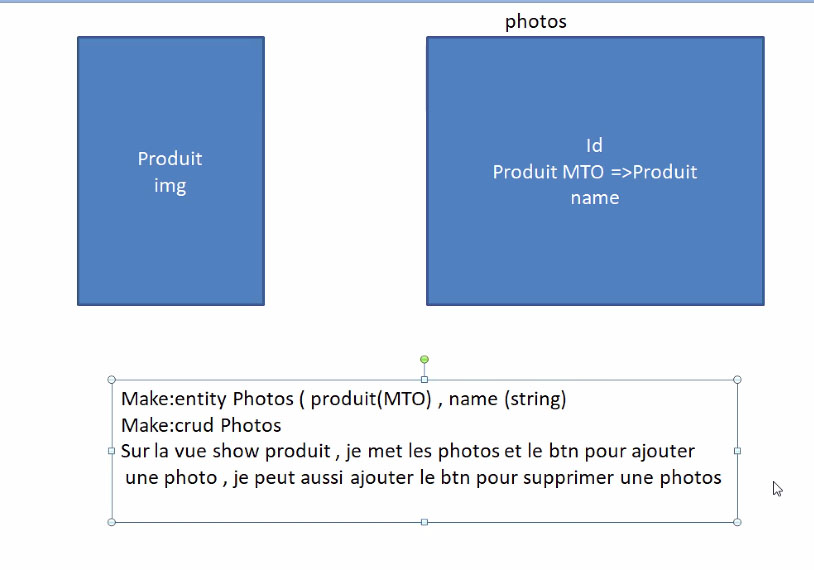 photos
Produit
img
Id
Produit MTO =>Produit
name
Make:entity Photos ( produit(MTO) , name (string)
Make:crud Photos
Sur la vue show produit , je met les photos et le btn pour ajouter
une photo , je peut aussi ajouter le btn pour supprimer une photos